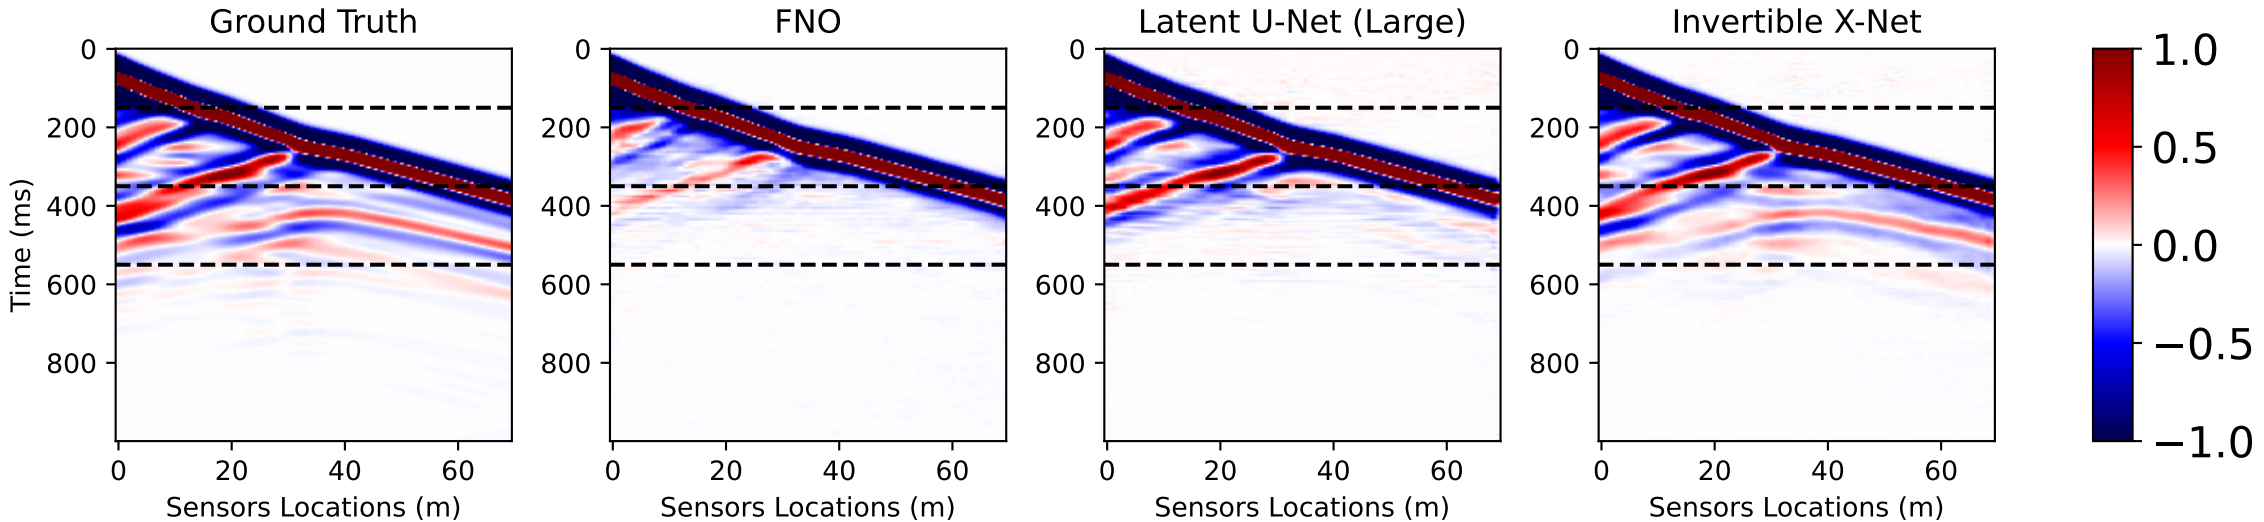 Ground Truth
FNO
Latent U-Net (Large)
Invertible X-Net
0
200
400
600
800
Time (ms)
0 20 40 60
Sensors Locations (m)
0
200
400
600
800
0 20 40 60
Sensors Locations (m)
0
200
400
600
800
0 20 40 60
Sensors Locations (m)
0
200
400
600
800
0 20 40 60
Sensors Locations (m)
1.0
0.5
0.0
−0.5
−1.0